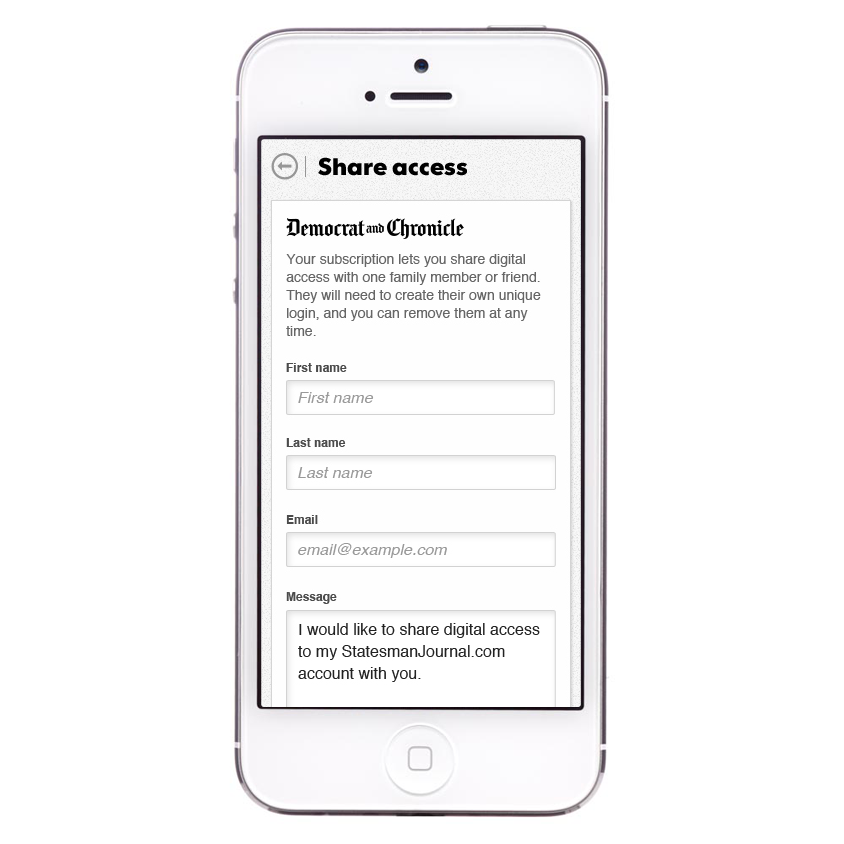 Share access
Democrat and Chronicle
Your subscription lets you share digital
access with one family member or friend.
They will need to create their own unique
login, and you can remove them at any
time.
First name
First name
Last name
Last name
Email
email@example.com
Message
I would like to share digital access
to my StatesmanJournal.com
account with you.